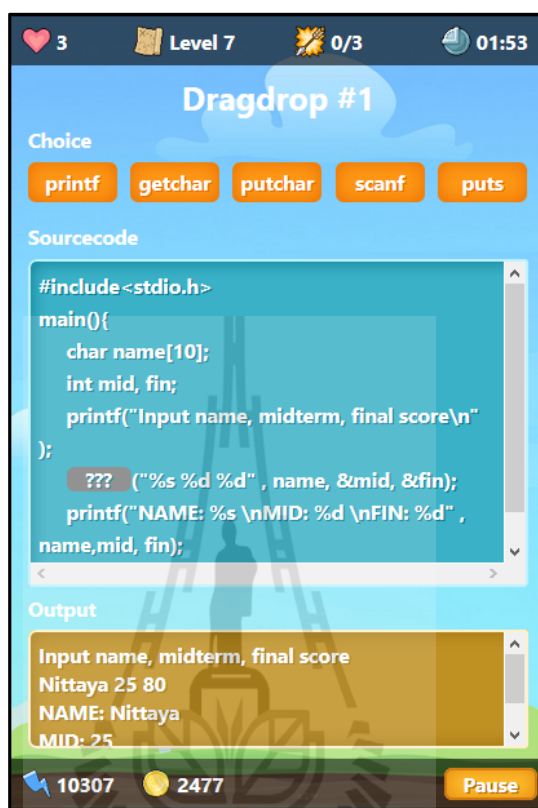 3 Level 7 0/3 01:53
Dragdrop #1
Choice
printf getchar putchar scanf puts
Sourcecode
#include<stdio.h>
main(){
char name[10];
int mid, fin;
printf("Input name, midterm, final score\n"
);
??? ("%s %d %d" , name, &mid, &fin);
printf("NAME: %s \nMID: %d \nFIN: %d" ,
name,mid, fin);
Output
Input name, midterm, final score
Nittaya 25 80
NAME: Nittaya
MID: 25
10307 2477 Pause